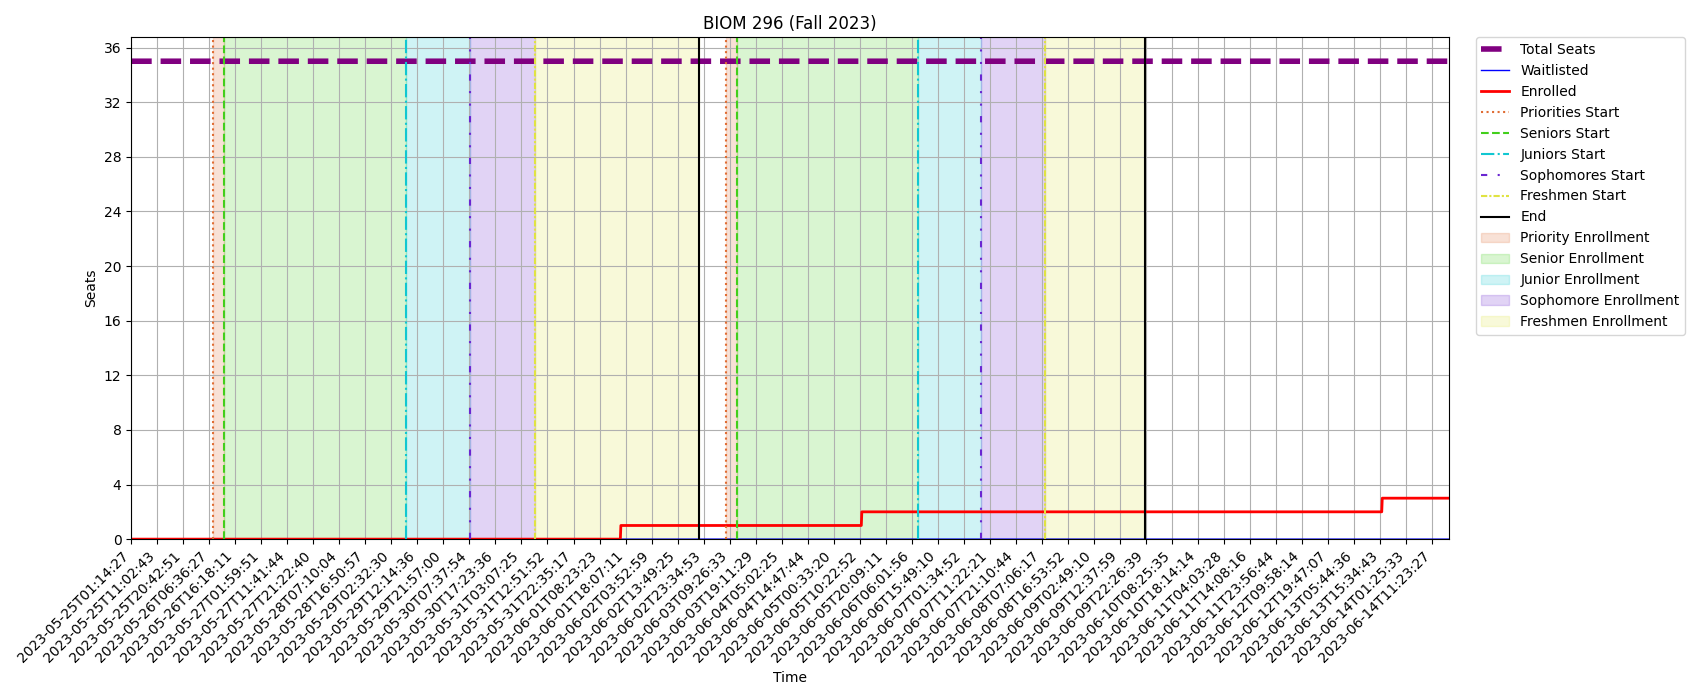 BIOM 296 (Fall 2023)
36
32
28
24
20
16
12
8
4
0
Seats
2023-05-25T01:14:27
2023-05-25T11:02:43
2023-05-25T20:42:51
2023-05-26T06:36:27
2023-05-26T16:18:11
2023-05-27T01:59:51
2023-05-27T11:41:44
2023-05-27T21:22:40
2023-05-28T07:10:04
2023-05-28T16:50:57
2023-05-29T02:32:30
2023-05-29T12:14:36
2023-05-29T21:57:00
2023-05-30T07:37:54
2023-05-30T17:23:36
2023-05-31T03:07:25
2023-05-31T12:51:52
2023-05-31T22:35:17
2023-06-01T08:23:23
2023-06-01T18:07:11
2023-06-02T03:52:59
2023-06-02T13:49:25
2023-06-02T23:34:53
2023-06-03T09:26:33
2023-06-03T19:11:29
2023-06-04T05:02:25
2023-06-04T14:47:44
2023-06-05T00:33:20
2023-06-05T10:22:52
2023-06-05T20:09:11
2023-06-06T06:01:56
2023-06-06T15:49:10
2023-06-07T01:34:52
2023-06-07T11:22:21
2023-06-07T21:10:44
2023-06-08T07:06:17
2023-06-08T16:53:52
2023-06-09T02:49:10
2023-06-09T12:37:59
2023-06-09T22:26:39
2023-06-10T08:25:35
2023-06-10T18:14:14
2023-06-11T04:03:28
2023-06-11T14:08:16
2023-06-11T23:56:44
2023-06-12T09:58:14
2023-06-12T19:47:07
2023-06-13T05:44:36
2023-06-13T15:34:43
2023-06-14T01:25:33
2023-06-14T11:23:27
Time
Total Seats
Waitlisted
Enrolled
Priorities Start
Seniors Start
Juniors Start
Sophomores Start
Freshmen Start
End
Priority Enrollment
Senior Enrollment
Junior Enrollment
Sophomore Enrollment
Freshmen Enrollment